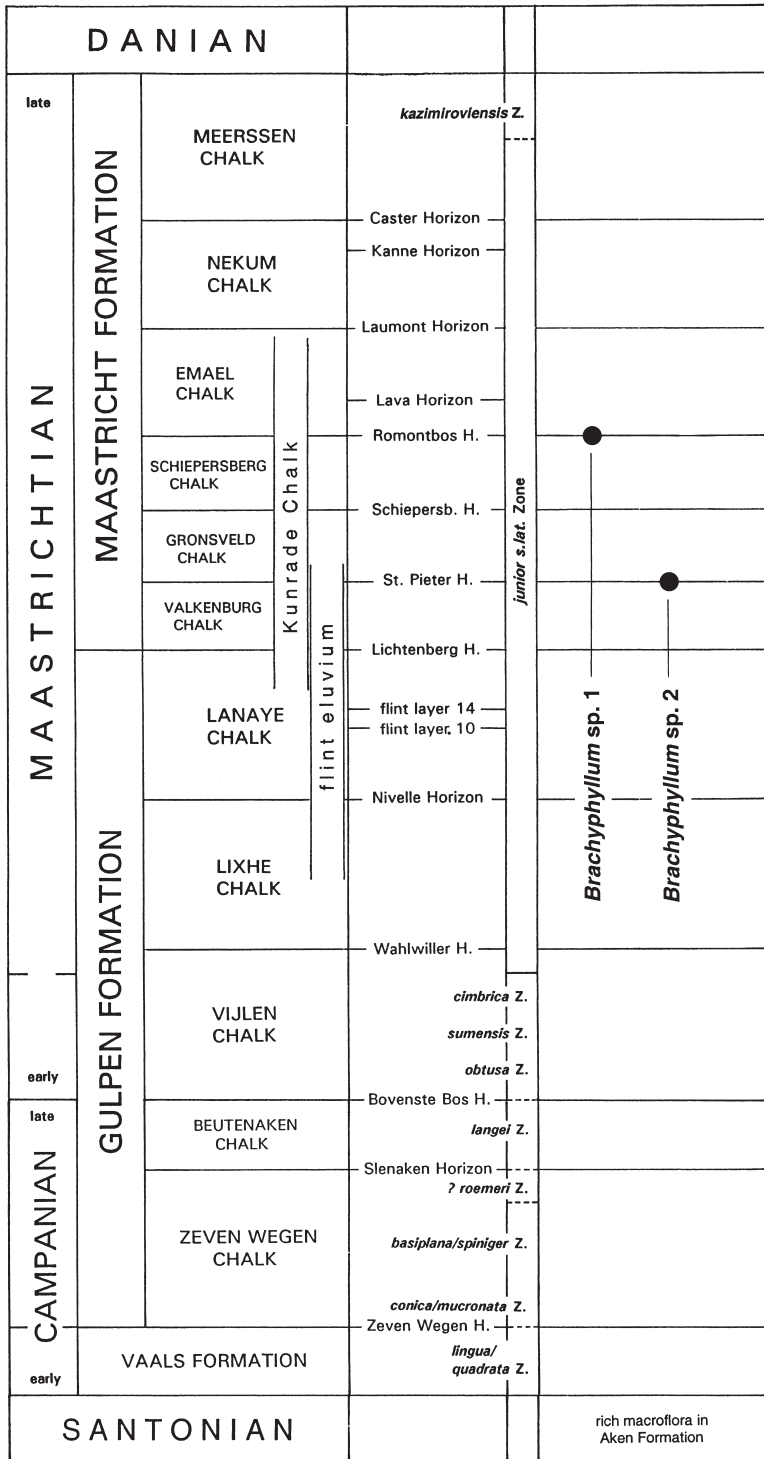 DANIAN
late
MAASTRICHTIAN
early
late
CAMPANIAN
early
SANTONIAN
MAASTRICHT FORMATION
GULPEN FORMATION
VAALS FORMATION
MEERSSEN
CHALK
NEKUM
CHALK
EMAEL
CHALK
SCHIEPERSBERG
CHALK
GRONSVELD
CHALK
VALKENBURG
CHALK
LANAYE
CHALK
LIXHE
CHALK
VIJLEN
CHALK
BEUTENAKEN
CHALK
ZEVEN WEGEN
CHALK
Kunrade Chalk
flint eluvium
kazimiroviensis Z.
Caster Horizon
Kanne Horizon
Laumont Horizon
Lava Horizon
Romontbos H.
Schiepersb. H.
St. Pieter H.
Lichtenberg H.
flint layer 14
flint layer. 10
Nivelle Horizon
Wahlwiller H.
cimbrica Z.
sumensis Z.
obtusa Z.
Bovenste Bos H.
langei Z.
Slenaken Horizon
? roemeri Z.
basiplana/spiniger Z.
conica/mucronata Z.
Zeven Wegen H.
lingua/
quadrata Z.
junior s.lat. Zone
Brachyphyllum sp. 1
Brachyphyllum sp. 2
rich macroflora in
Aken Formation